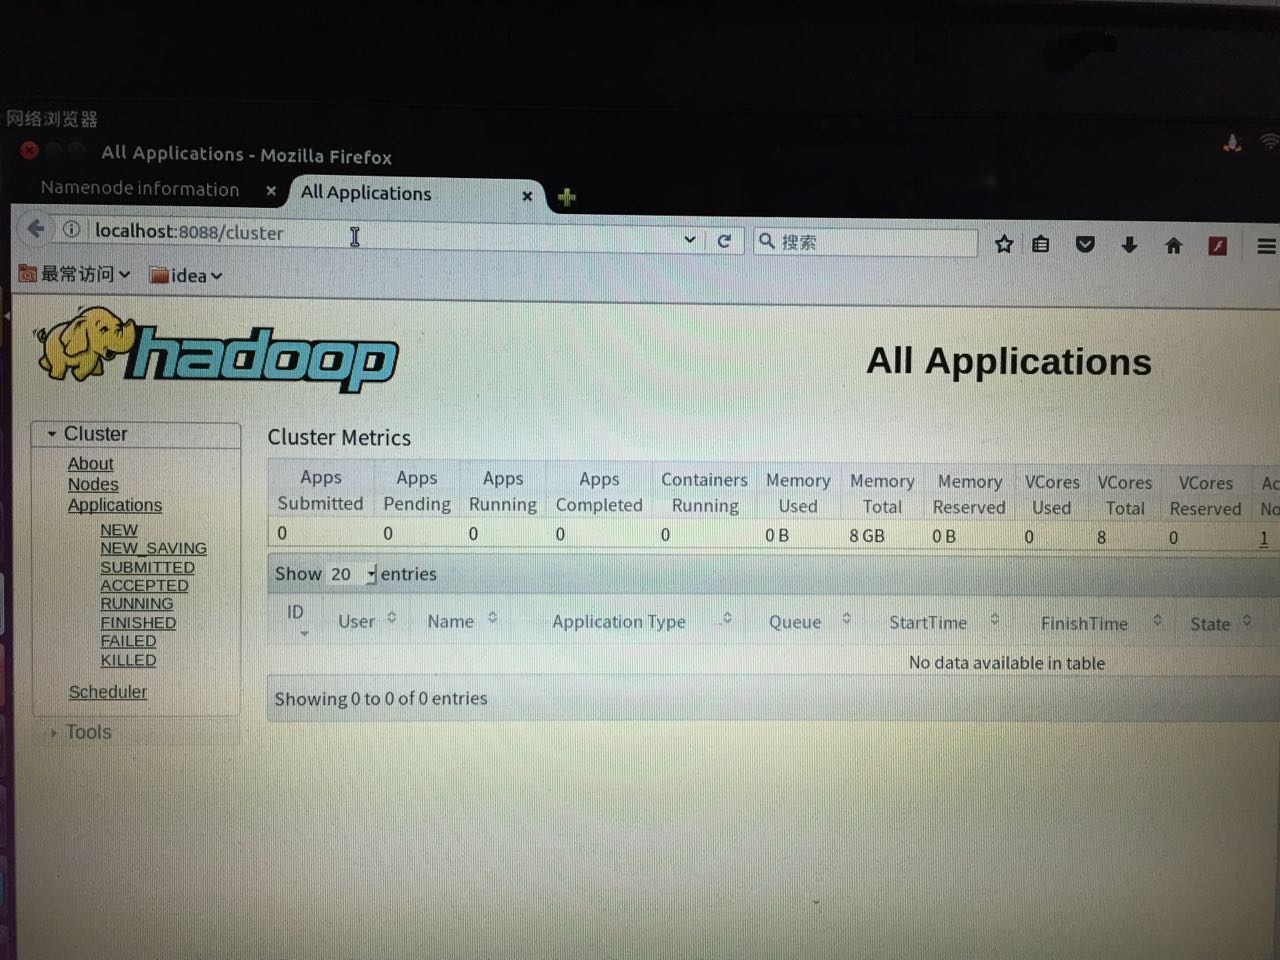 网络浏览器
All Applications - Mozilla Firefox
Namenode information
All Applications
localhost:8088/cluster
搜索
最常访问
idea
hadoop
All Applications
Cluster
About
Nodes
Applications
NEW
NEW_SAVING
SUBMITTED
ACCEPTED
RUNNING
FINISHED
FAILED
KILLED
Scheduler
Tools
Cluster Metrics
Apps Submitted
Apps Pending
Apps Running
Apps Completed
Containers Running
Memory Used
Memory Total
Memory Reserved
VCores Used
VCores Total
VCores Reserved
0 0 0 0 0 0 B 8 GB 0 B 0 8 0 1
Show 20 entries
ID User Name Application Type Queue StartTime FinishTime State
No data available in table
Showing 0 to 0 of 0 entries